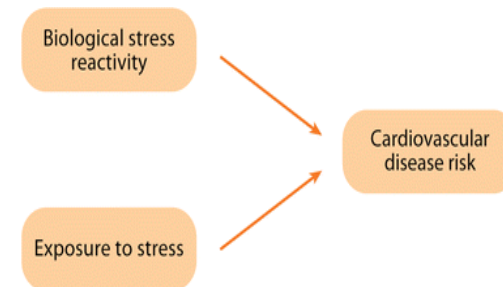 Biological stress
reactivity
Cardiovascular
disease risk
Exposure to stress